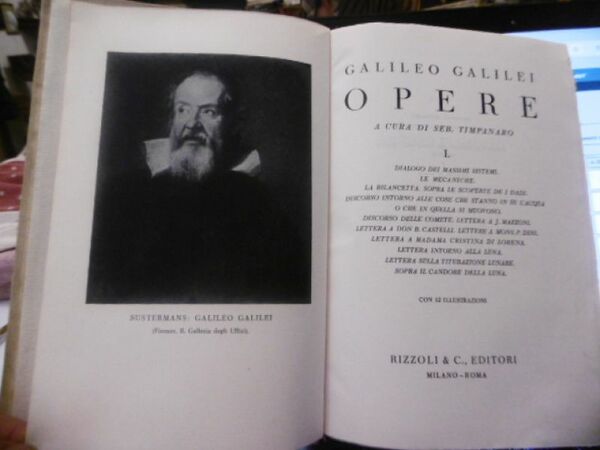 SUSTERMANS: GALILEO GALILEI
(Firenze, R. Galleria degli Uffizi).
GALILEO GALILEI
OPERE
A CURA DI SEB. TIMPANARO
I.
DIALOGO DEI MASSIMI SISTEMI.
LE MECANICHE.
LA BILANCETTA. SOPRA LE SCOPERTE DE I DADI.
DISCORSO INTORNO ALLE COSE CHE STANNO IN SU L'ACQUA
O CHE IN QUELLA SI MUOVONO.
DISCORSO DELLE COMETE. LETTERA A J. MAZZONI.
LETTERA A DON B. CASTELLI. LETTERE A MONS. P. DINI.
LETTERA A MADAMA CRISTINA DI LORENA.
LETTERA INTORNO ALLA LUNA.
LETTERA SULLA TITUBAZIONE LUNARE.
SOPRA IL CANDORE DELLA LUNA.
CON 12 ILLUSTRAZIONI
RIZZOLI & C., EDITORI
MILANO-ROMA